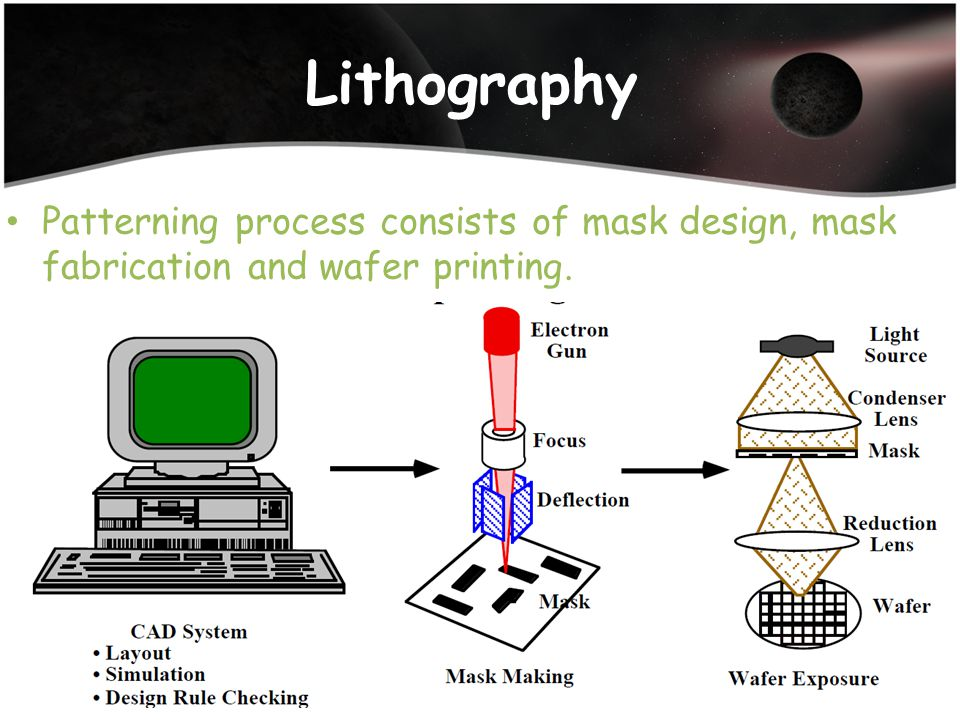 Lithography
• Patterning process consists of mask design, mask
fabrication and wafer printing.
Electron
Gun
Focus
Deflection
Mask
Mask Making
Light
Source
Condenser
Lens
Mask
Reduction
Lens
Wafer
Wafer Exposure
CAD System
• Layout
• Simulation
• Design Rule Checking